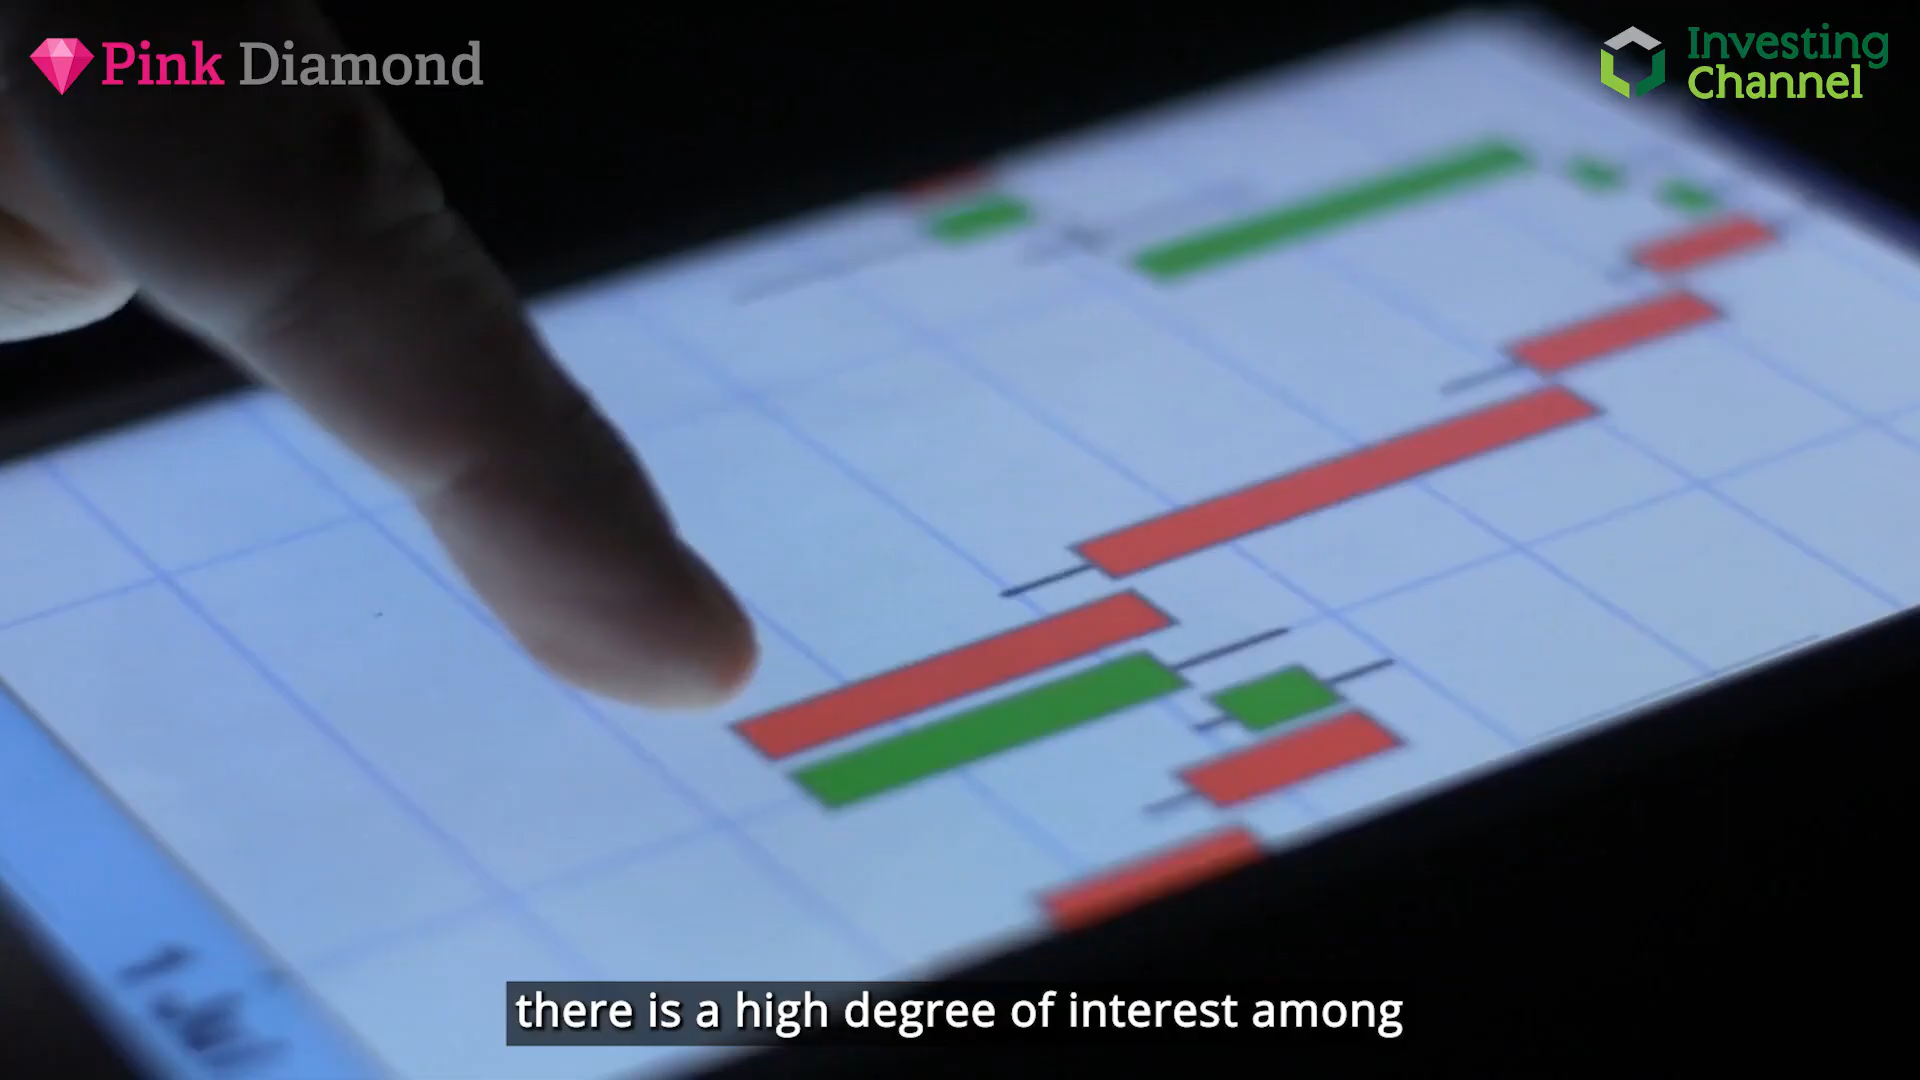 Pink Diamond
Investing
Channel
there is a high degree of interest among